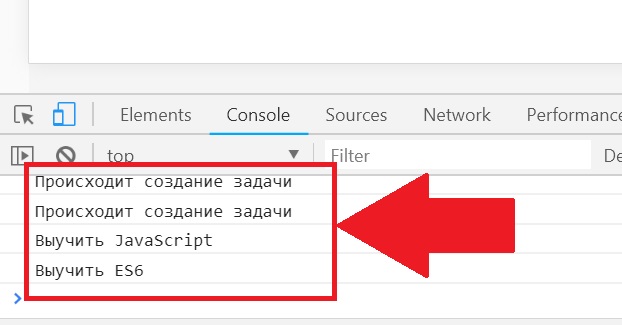 Elements Console Sources Network Performance
top Filter De
Происходит создание задачи
Происходит создание задачи
Выучить JavaScript
Выучить ES6